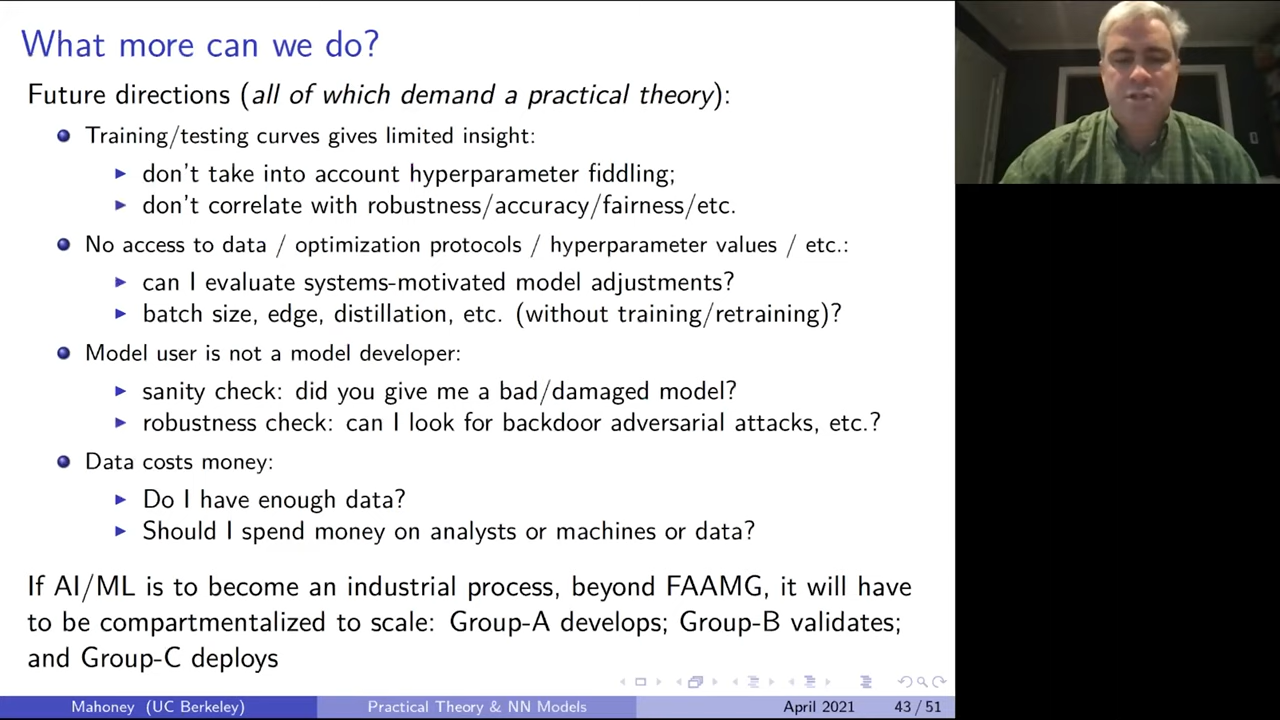 What more can we do?
Future directions (all of which demand a practical theory):
Training/testing curves gives limited insight:
don't take into account hyperparameter fiddling;
don't correlate with robustness/accuracy/fairness/etc.
No access to data / optimization protocols / hyperparameter values / etc.:
can I evaluate systems-motivated model adjustments?
batch size, edge, distillation, etc. (without training/retraining)?
Model user is not a model developer:
sanity check: did you give me a bad/damaged model?
robustness check: can I look for backdoor adversarial attacks, etc.?
Data costs money:
Do I have enough data?
Should I spend money on analysts or machines or data?
If AI/ML is to become an industrial process, beyond FAAMG, it will have
to be compartmentalized to scale: Group-A develops; Group-B validates;
and Group-C deploys
Mahoney (UC Berkeley) Practical Theory & NN Models April 2021 43 / 51